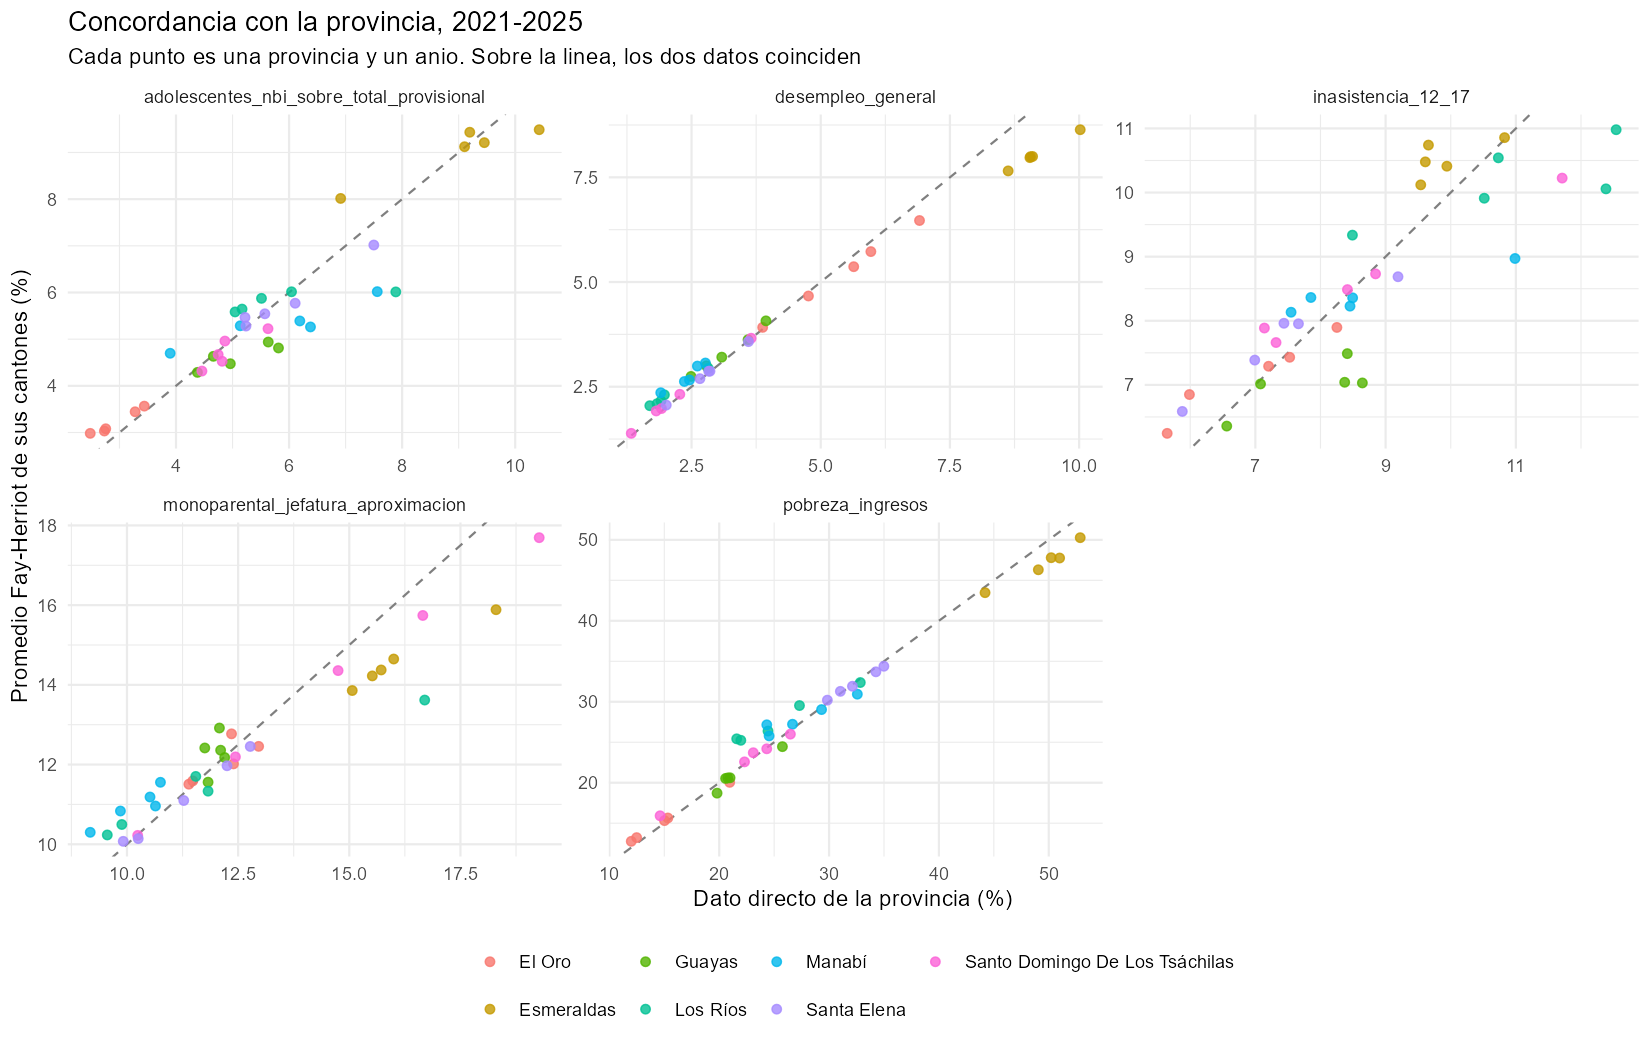 Concordancia con la provincia, 2021-2025
Cada punto es una provincia y un anio. Sobre la linea, los dos datos coinciden
adolescentes_nbi_sobre_total_provisional
desempleo_general
inasistencia_12_17
8
6
4
4 6 8 10
7.5
5.0
2.5
2.5 5.0 7.5 10.0
11
10
9
8
7
7 9 11
monoparental_jefatura_aproximacion
pobreza_ingresos
18
16
14
12
10
10.0 12.5 15.0 17.5
50
40
30
20
10 20 30 40 50
Promedio Fay-Herriot de sus cantones (%)
Dato directo de la provincia (%)
El Oro
Guayas
Manabí
Santo Domingo De Los Tsáchilas
Esmeraldas
Los Ríos
Santa Elena